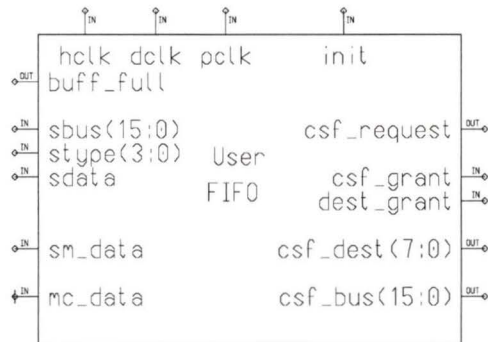 IN IN IN IN
hclk dclk pclk init
OUT buff_full
IN sbus(15:0) csf_request OUT
IN stype(3:0) User
IN sdata csf_grant IN
FIFO dest_grant IN
IN sm_data csf_dest(7:0) OUT
IN mc_data csf_bus(15:0) OUT